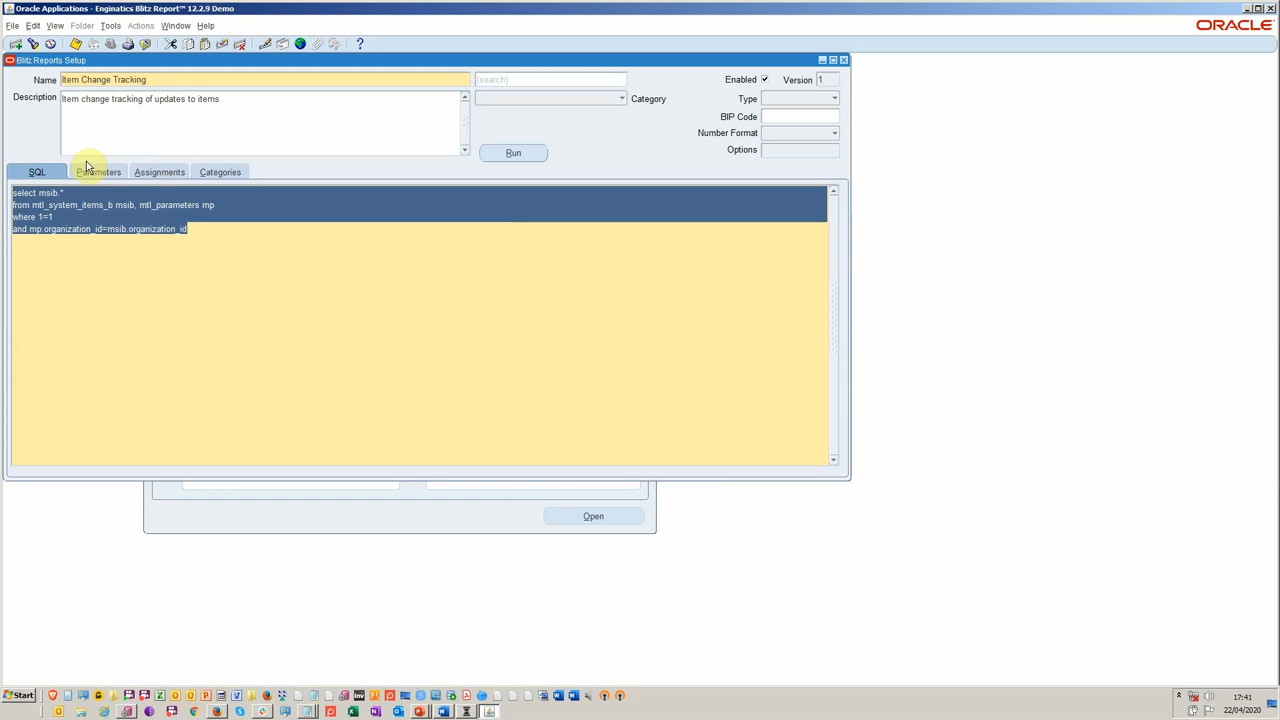 Oracle Applications - Enginatics Blitz Report™ 12.2.9 Demo
File Edit View Folder Tools Actions Window Help
ORACLE
Blitz Reports Setup
Name Item Change Tracking (search) Enabled Version 1
Description Item change tracking of updates to items Category Type
BIP Code
Number Format
Options
Run
SQL Parameters Assignments Categories
select msib.*
from mtl_system_items_b msib, mtl_parameters mp
where 1=1
and mp.organization_id=msib.organization_id
Open
Start
17:41
22/04/2020